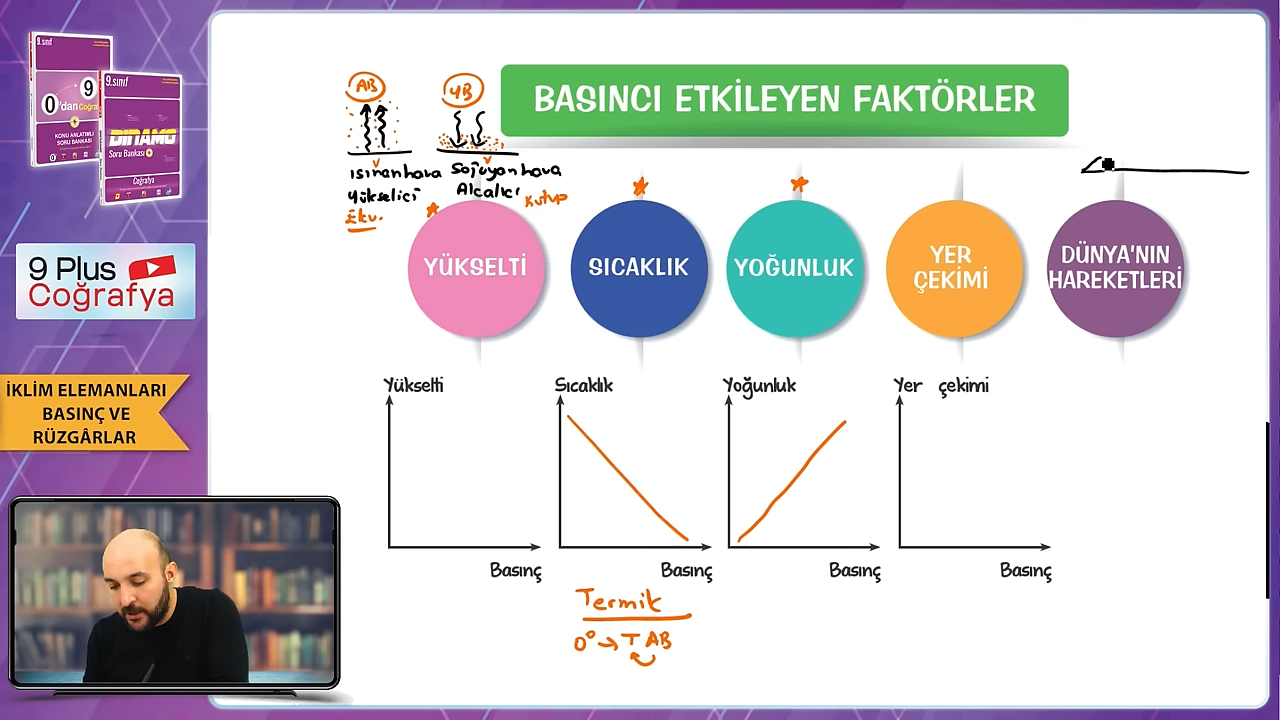 9. sınıf
0'dan 9
Coğrafya
KONU ANLATIMLI
SORU BANKASI
9.sınıf
DİNAMO
Soru Bankası
Coğrafya
9 Plus
Coğrafya
İKLİM ELEMANLARI
BASINÇ VE
RÜZGÂRLAR
BASINCI ETKİLEYEN FAKTÖRLER
AB
YB
Isınan hava
Yükselici
Ekv.
Soğuyan hava
Alçalıcı
Kutup
YÜKSELTİ
SICAKLIK
YOĞUNLUK
YER
ÇEKİMİ
DÜNYA'NIN
HAREKETLERİ
Yükselti
Basınç
Sıcaklık
Basınç
Yoğunluk
Basınç
Yer çekimi
Basınç
Termik
0° → TAB